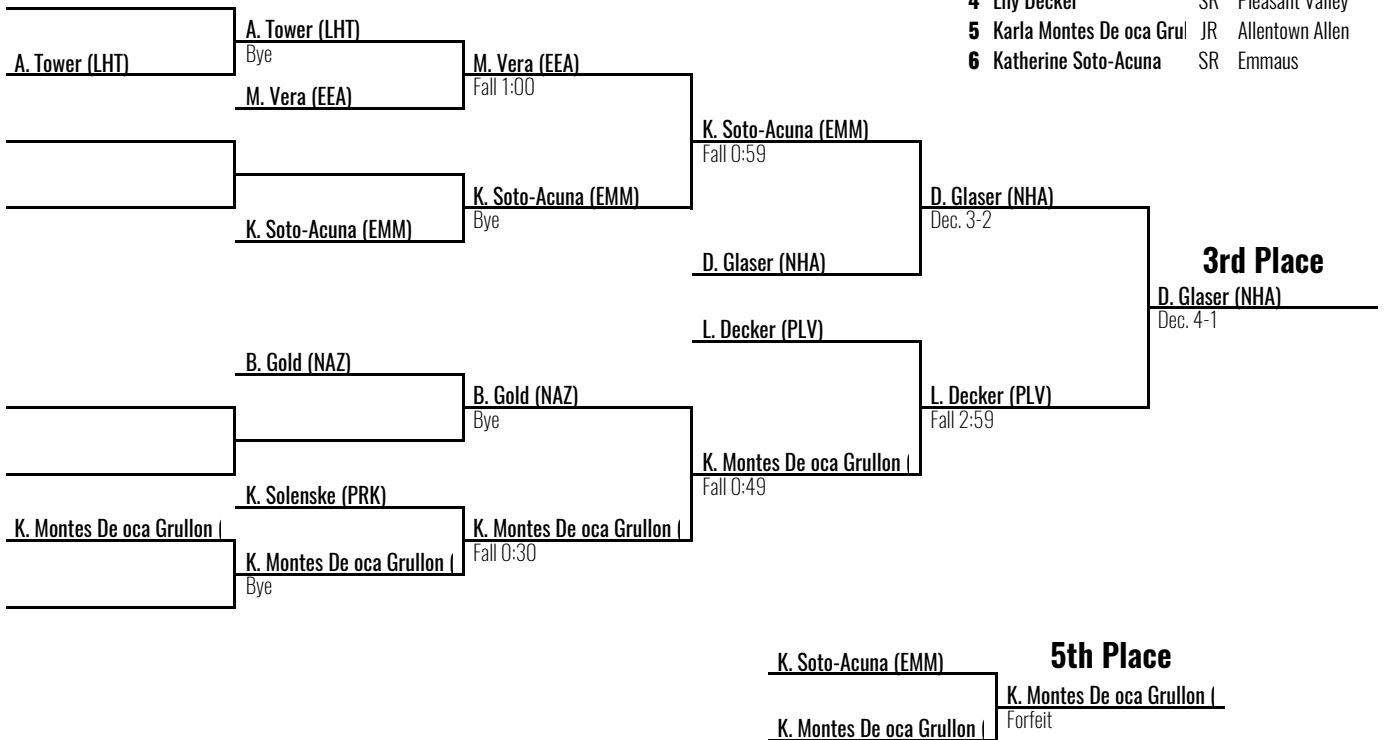 4 Lily Decker SR Pleasant Valley
5 Karla Montes De oca Grul JR Allentown Allen
6 Katherine Soto-Acuna SR Emmaus
A. Tower (LHT)
A. Tower (LHT)
Bye
M. Vera (EEA)
M. Vera (EEA)
Fall 1:00
K. Soto-Acuna (EMM)
K. Soto-Acuna (EMM)
Bye
K. Soto-Acuna (EMM)
Fall 0:59
D. Glaser (NHA)
D. Glaser (NHA)
Dec. 3-2
3rd Place
D. Glaser (NHA)
Dec. 4-1
L. Decker (PLV)
L. Decker (PLV)
Fall 2:59
B. Gold (NAZ)
B. Gold (NAZ)
Bye
K. Montes De oca Grullon (
Fall 0:49
K. Solenske (PRK)
K. Montes De oca Grullon (
K. Montes De oca Grullon (
Bye
K. Montes De oca Grullon (
Fall 0:30
5th Place
K. Soto-Acuna (EMM)
K. Montes De oca Grullon (
K. Montes De oca Grullon (
Forfeit